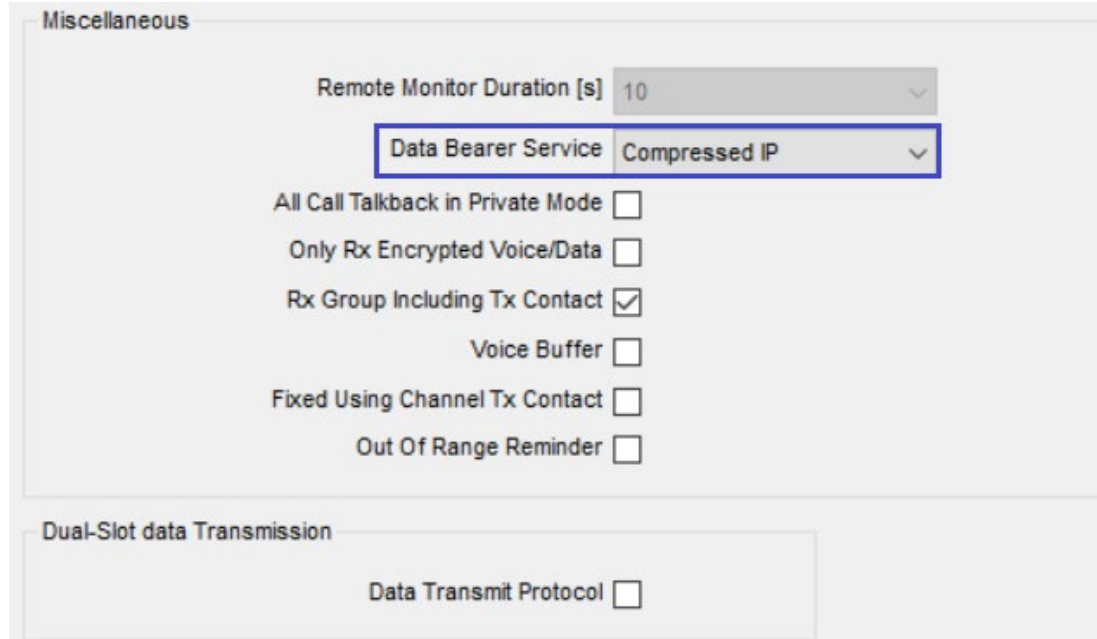 Miscellaneous
Remote Monitor Duration [s] 10
Data Bearer Service Compressed IP
All Call Talkback in Private Mode
Only Rx Encrypted Voice/Data
Rx Group Including Tx Contact
Voice Buffer
Fixed Using Channel Tx Contact
Out Of Range Reminder
Dual-Slot data Transmission
Data Transmit Protocol